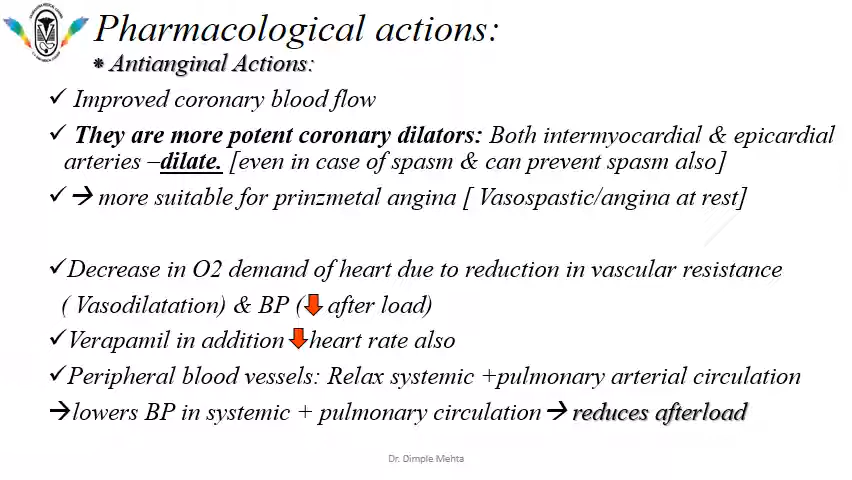 Pharmacological actions:
⁕ Antianginal Actions:
✓ Improved coronary blood flow
✓ They are more potent coronary dilators: Both intermyocardial & epicardial
arteries –dilate. [even in case of spasm & can prevent spasm also]
✓ → more suitable for prinzmetal angina [ Vasospastic/angina at rest]
✓Decrease in O2 demand of heart due to reduction in vascular resistance
( Vasodilatation) & BP (⬇ after load)
✓Verapamil in addition ⬇heart rate also
✓Peripheral blood vessels: Relax systemic +pulmonary arterial circulation
→lowers BP in systemic + pulmonary circulation → reduces afterload
Dr. Dimple Mehta